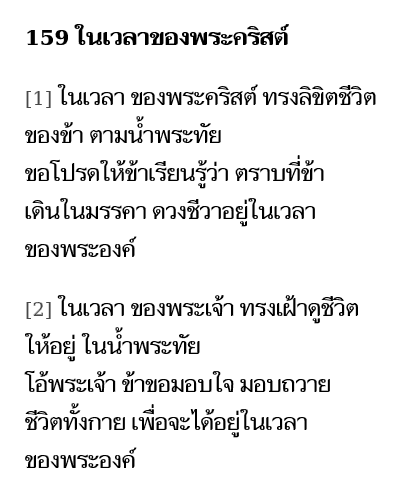 159 ในเวลาของพระคริสต์
[1] ในเวลา ของพระคริสต์ ทรงลิขิตชีวิต
ของข้า ตามน้ำพระทัย
ขอโปรดให้ข้าเรียนรู้ว่า ตราบที่ข้า
เดินในมรรคา ดวงชีวาอยู่ในเวลา
ของพระองค์
[2] ในเวลา ของพระเจ้า ทรงเฝ้าดูชีวิต
ให้อยู่ ในน้ำพระทัย
โอ้พระเจ้า ข้าขอมอบใจ มอบถวาย
ชีวิตทั้งกาย เพื่อจะได้อยู่ในเวลา
ของพระองค์